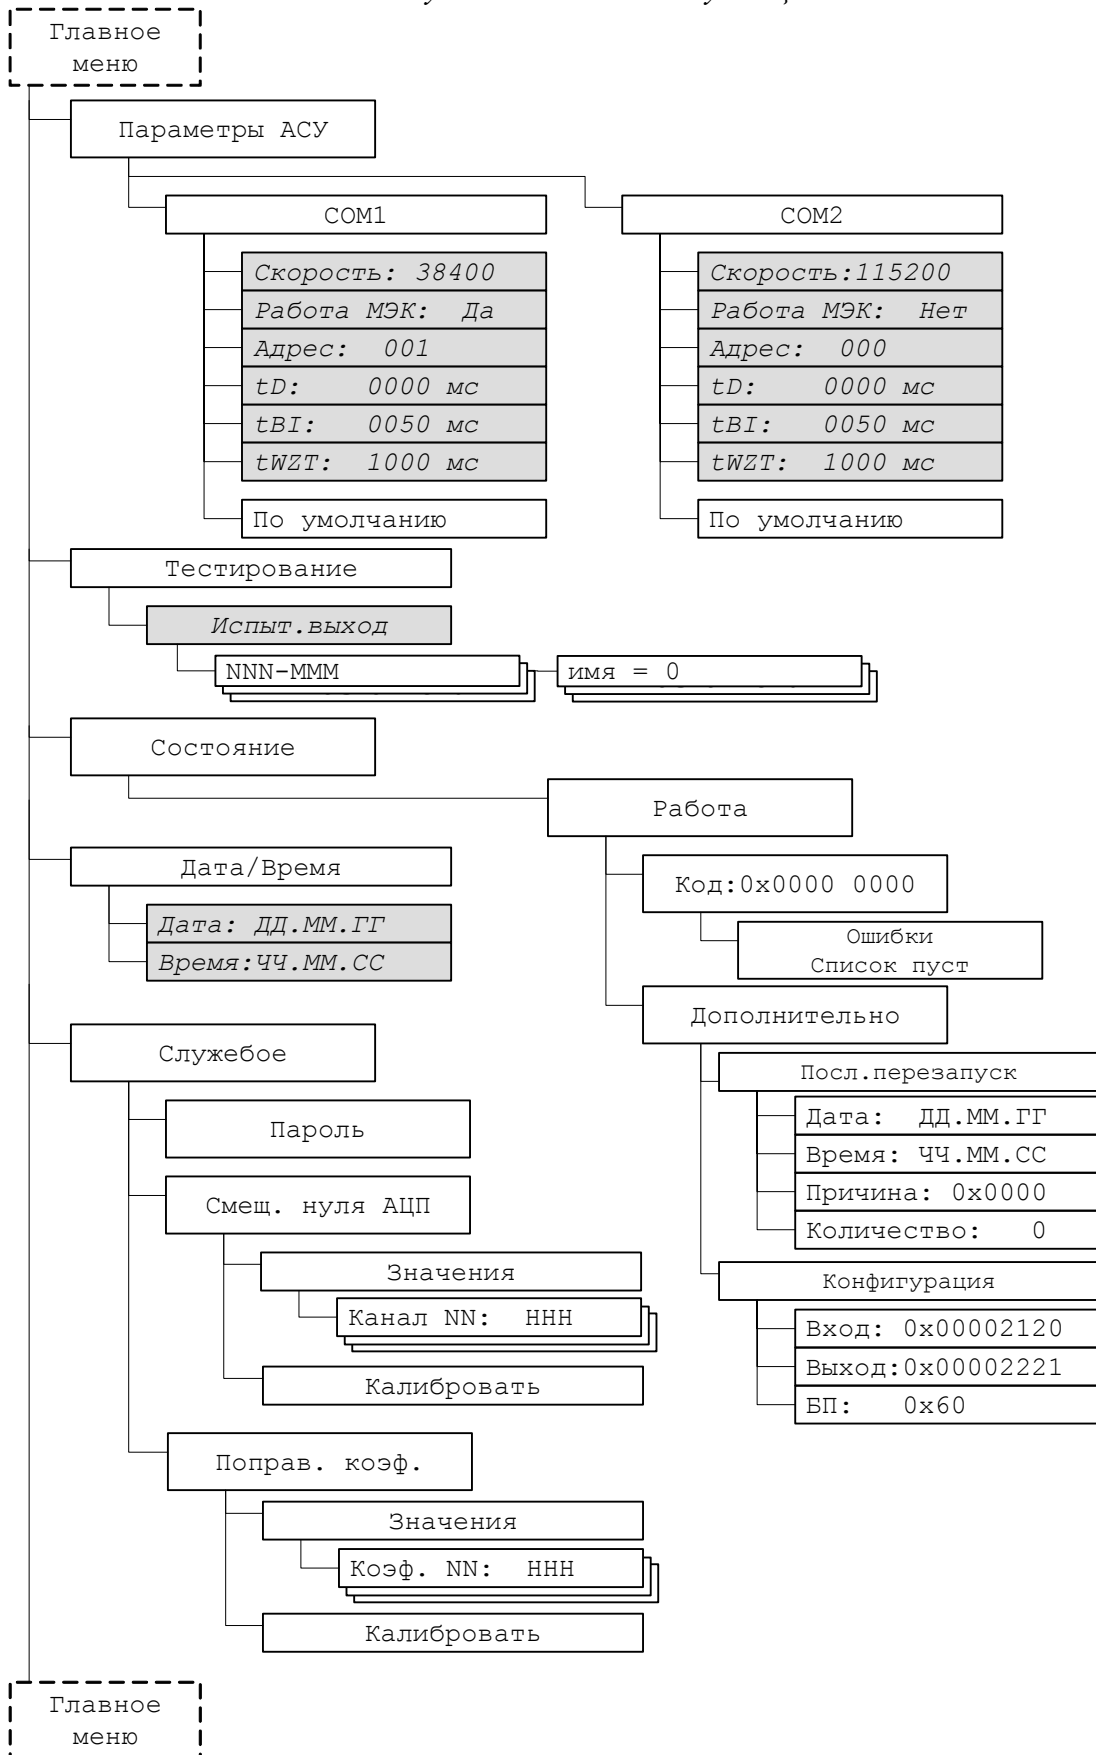 Главное
меню
Параметры АСУ
COM1
Скорость: 38400
Работа МЭК: Да
Адрес: 001
tD: 0000 мс
tBI: 0050 мс
tWZT: 1000 мс
По умолчанию
COM2
Скорость:115200
Работа МЭК: Нет
Адрес: 000
tD: 0000 мс
tBI: 0050 мс
tWZT: 1000 мс
По умолчанию
Тестирование
Испыт.выход
NNN-MMM
имя = 0
Состояние
Работа
Код:0x0000 0000
Ошибки
Список пуст
Дополнительно
Посл.перезапуск
Дата: ДД.ММ.ГГ
Время: ЧЧ.ММ.СС
Причина: 0x0000
Количество: 0
Конфигурация
Вход: 0x00002120
Выход:0x00002221
БП: 0x60
Дата/Время
Дата: ДД.ММ.ГГ
Время:ЧЧ.ММ.СС
Служебое
Пароль
Смещ. нуля АЦП
Значения
Канал NN: HHH
Калибровать
Поправ. коэф.
Значения
Коэф. NN: HHH
Калибровать
Главное
меню